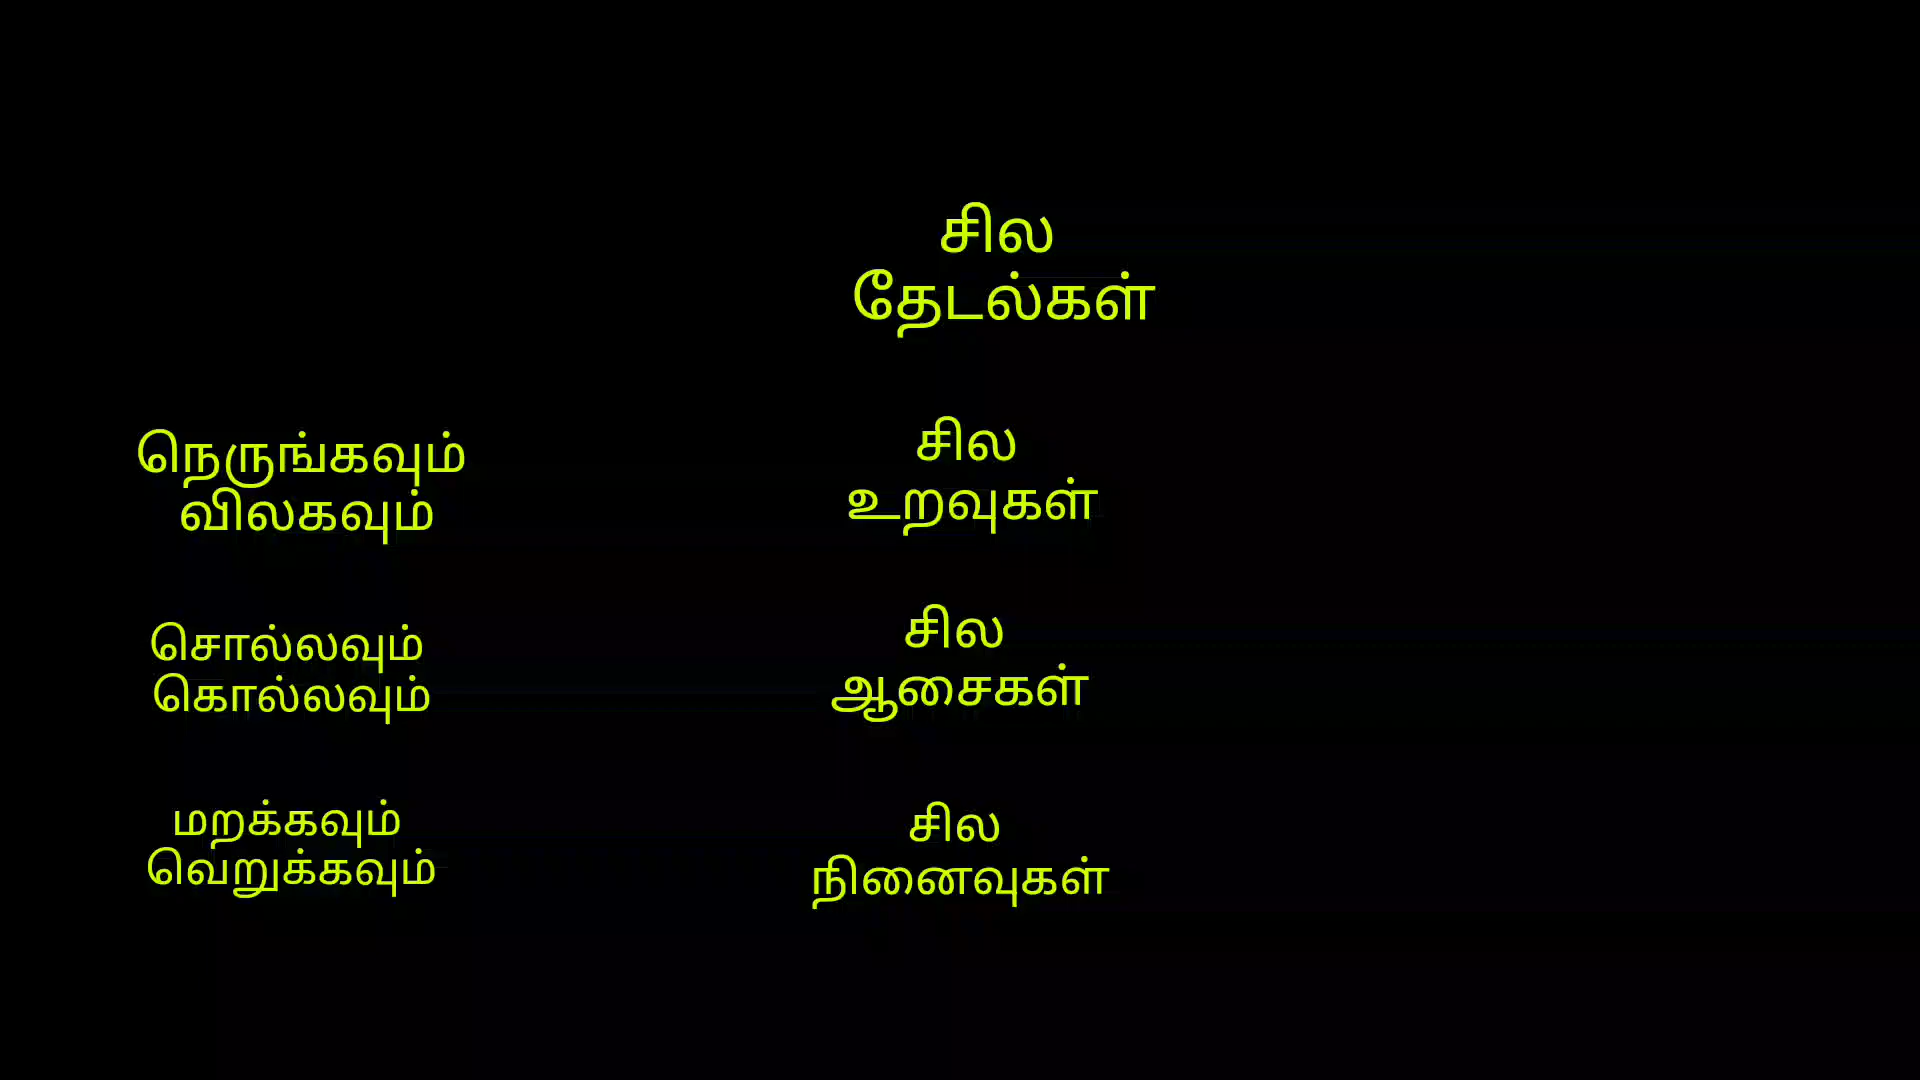 சில
தேடல்கள்
நெருங்கவும்
விலகவும்
சில
உறவுகள்
சொல்லவும்
கொல்லவும்
சில
ஆசைகள்
மறக்கவும்
வெறுக்கவும்
சில
நினைவுகள்